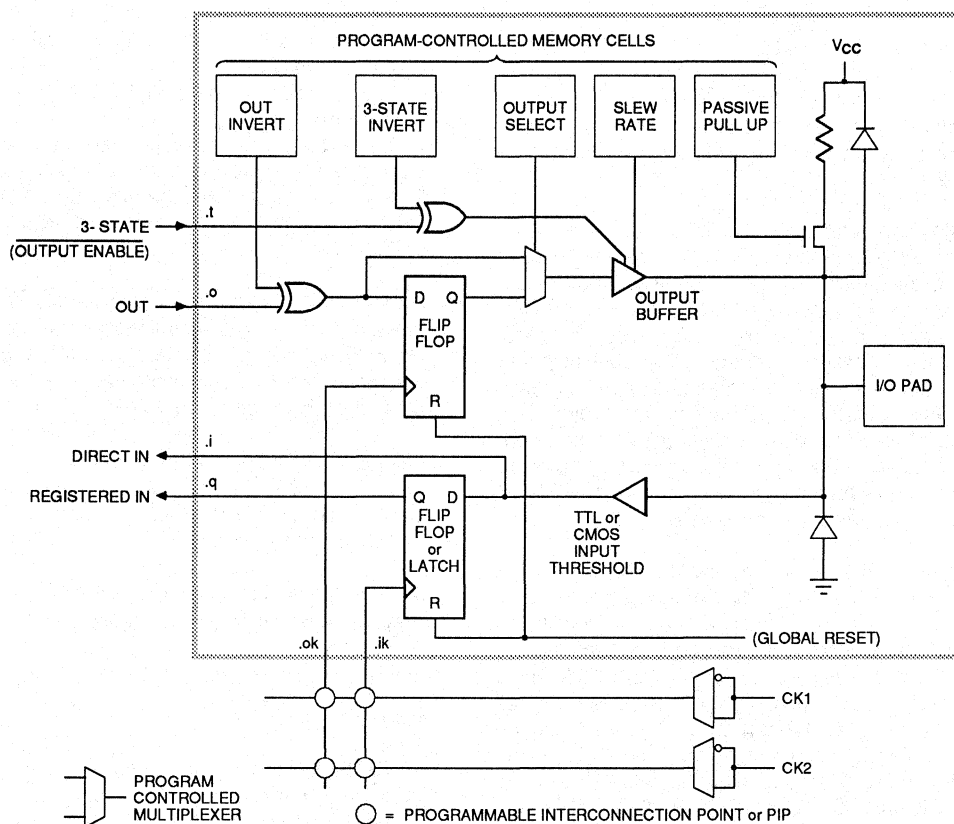 PROGRAM-CONTROLLED MEMORY CELLS
VCC
OUT
INVERT
3-STATE
INVERT
OUTPUT
SELECT
SLEW
RATE
PASSIVE
PULL UP
3- STATE
(OUTPUT ENABLE)
.t
OUT
.o
D Q
FLIP
FLOP
R
OUTPUT
BUFFER
I/O PAD
DIRECT IN
.i
REGISTERED IN
.q
Q D
FLIP
FLOP
or
LATCH
R
TTL or
CMOS
INPUT
THRESHOLD
.ok
.ik
(GLOBAL RESET)
CK1
CK2
PROGRAM
CONTROLLED
MULTIPLEXER
= PROGRAMMABLE INTERCONNECTION POINT or PIP